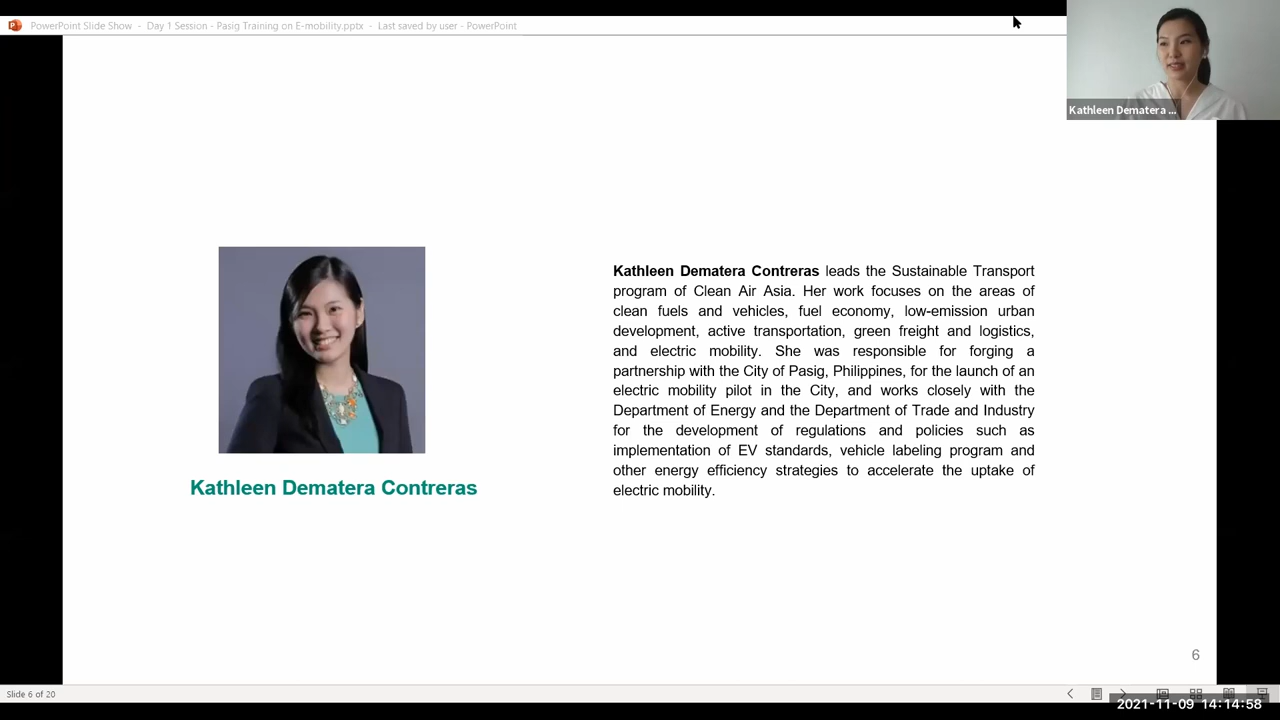 PowerPoint Slide Show - Day 1 Session - Pasig Training on E-mobility.pptx - Last saved by user - PowerPoint
Kathleen Dematera ...
Kathleen Dematera Contreras leads the Sustainable Transport
program of Clean Air Asia. Her work focuses on the areas of
clean fuels and vehicles, fuel economy, low-emission urban
development, active transportation, green freight and logistics,
and electric mobility. She was responsible for forging a
partnership with the City of Pasig, Philippines, for the launch of an
electric mobility pilot in the City, and works closely with the
Department of Energy and the Department of Trade and Industry
for the development of regulations and policies such as
implementation of EV standards, vehicle labeling program and
other energy efficiency strategies to accelerate the uptake of
electric mobility.
Kathleen Dematera Contreras
6
Slide 6 of 20
2021-11-09 14:14:58